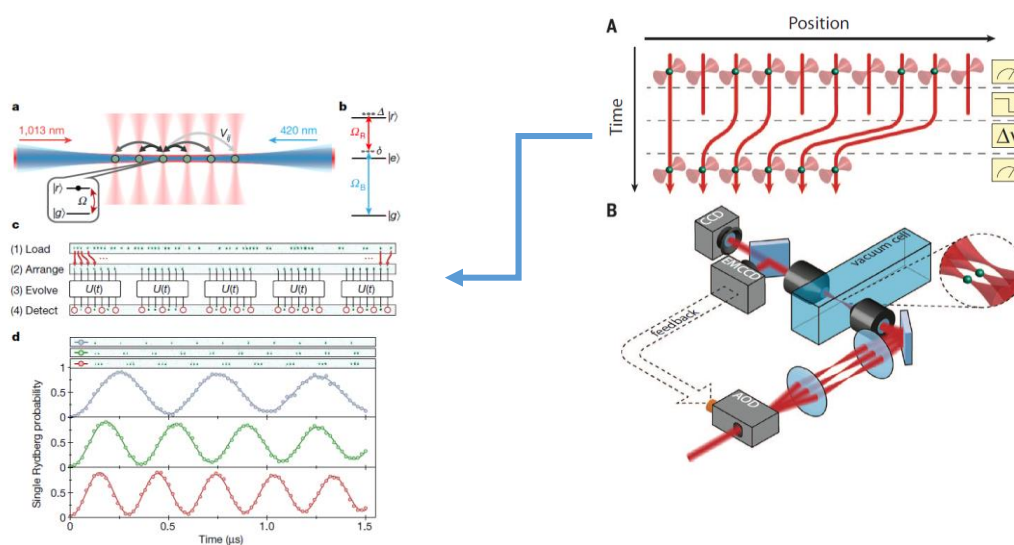 a
1,013 nm
420 nm
V_ij
|r⟩
Ω
|g⟩
b
Δ
|r⟩
Ω_R
δ
|e⟩
Ω_B
|g⟩
c
(1) Load
(2) Arrange
(3) Evolve
U(t) U(t) U(t) U(t) U(t)
(4) Detect
d
Single Rydberg probability
1
0.5
0
0.5
0
0.5
0
0 0.5 1.0 1.5
Time (μs)
A
Position
Time
B
CCD
EMCCD
vacuum cell
feedback
AOD